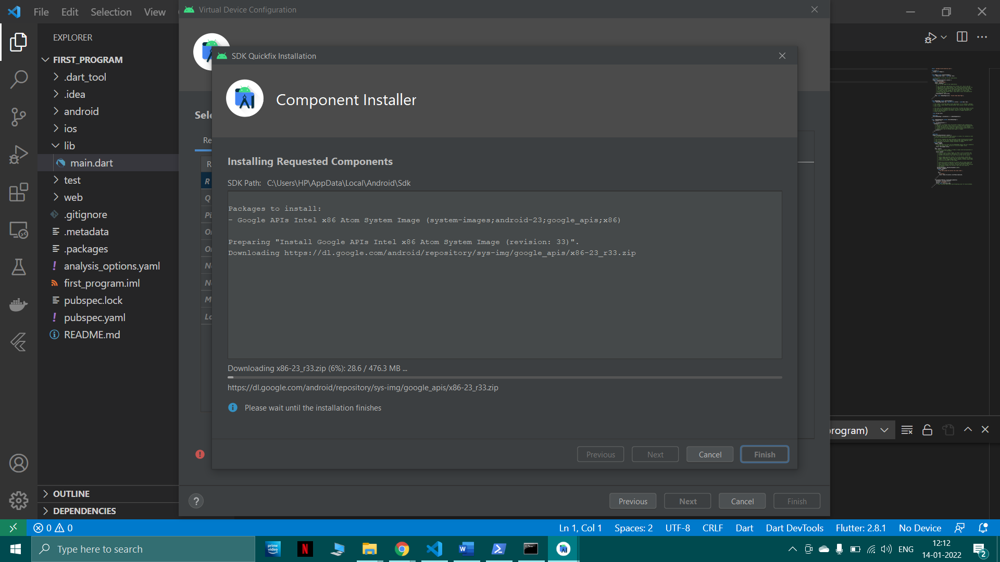 File Edit Selection View
Virtual Device Configuration
EXPLORER
FIRST_PROGRAM
.dart_tool
.idea
android
ios
lib
main.dart
test
web
.gitignore
.metadata
.packages
analysis_options.yaml
first_program.iml
pubspec.lock
pubspec.yaml
README.md
OUTLINE
DEPENDENCIES
Sele
Re
R
R
Q
Pi
SDK Quickfix Installation
Component Installer
Installing Requested Components
SDK Path: C:\Users\HP\AppData\Local\Android\Sdk
Packages to install:
- Google APIs Intel x86 Atom System Image (system-images;android-23;google_apis;x86)
Preparing "Install Google APIs Intel x86 Atom System Image (revision: 33)".
Downloading https://dl.google.com/android/repository/sys-img/google_apis/x86-23_r33.zip
Downloading x86-23_r33.zip (6%): 28.6 / 476.3 MB ...
https://dl.google.com/android/repository/sys-img/google_apis/x86-23_r33.zip
Please wait until the installation finishes
Previous Next Cancel Finish
rogram)
? Previous Next Cancel Finish
0 0 Ln 1, Col 1 Spaces: 2 UTF-8 CRLF Dart Dart DevTools Flutter: 2.8.1 No Device
Type here to search
prime video
N
W
ENG
12:12
14-01-2022
2